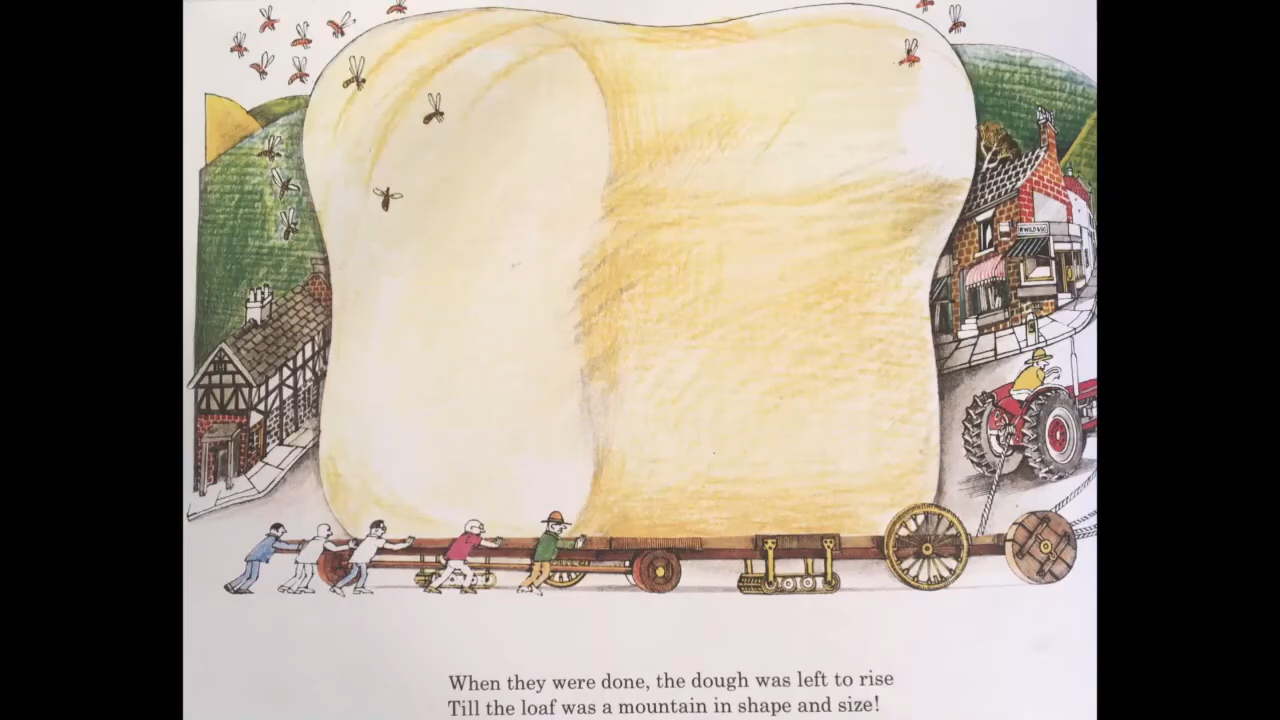 When they were done, the dough was left to rise
Till the loaf was a mountain in shape and size!